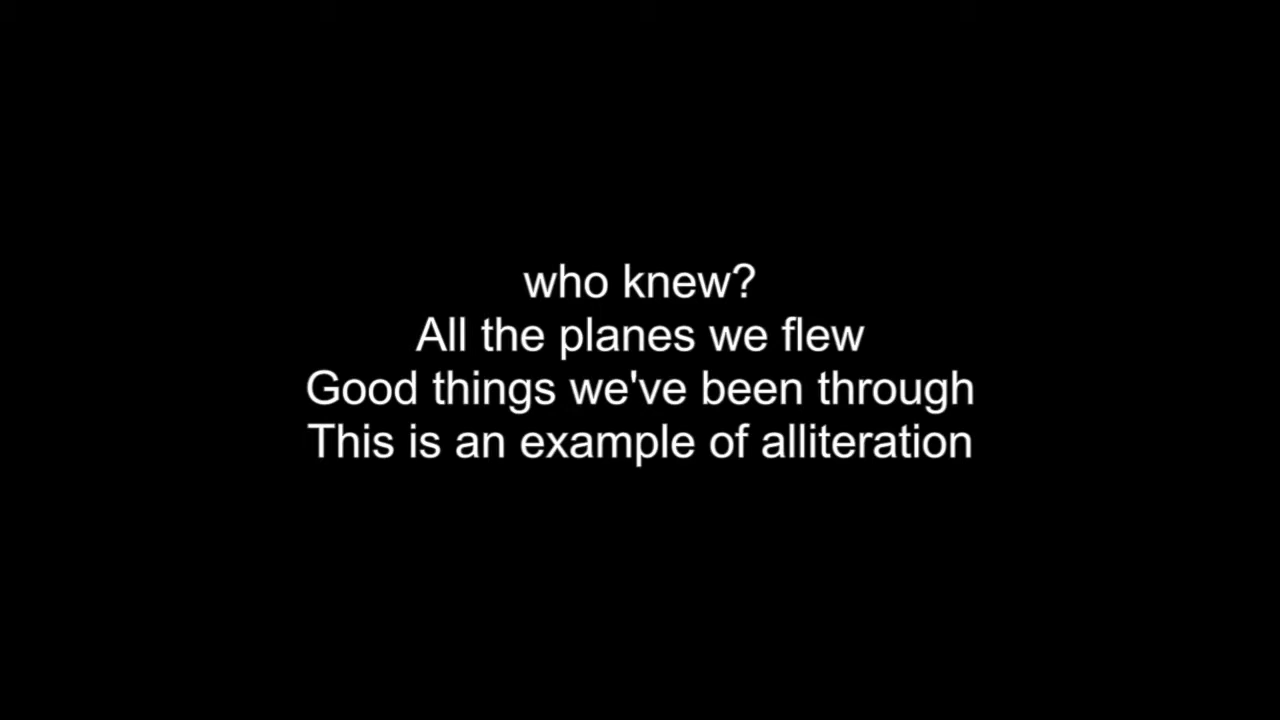 who knew?
All the planes we flew
Good things we've been through
This is an example of alliteration